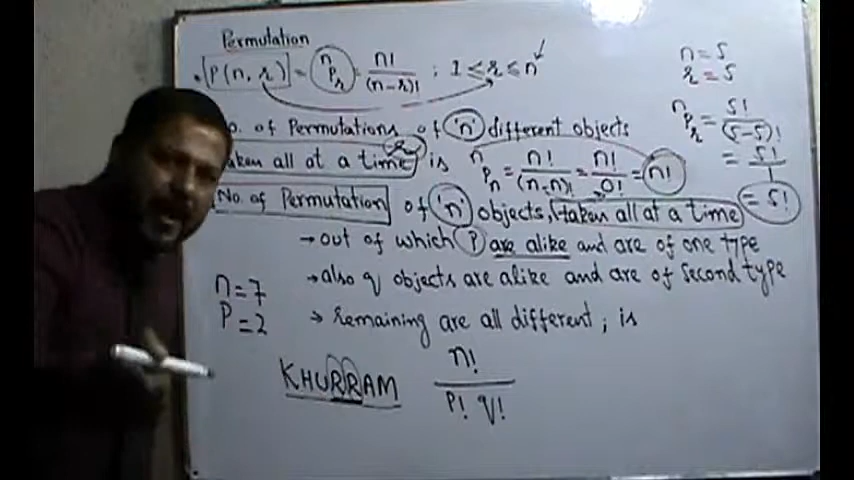 Permutation
P(n, r) = nPr = n!/(n-r)! ; 1 ≤ r ≤ n
No. of Permutations of 'n' different objects
taken all at a time is nPn = n!/(n-n)! = n!/0! = n!
No. of Permutation of 'n' objects, taken all at a time
→ out of which P are alike and are of one type
→ also q objects are alike and are of second type
→ Remaining are all different ; is
n!/P! q!
n = 7
P = 2
KHURRAM
n = 5
r = 5
nPr = 5!/(5-5)!
= 5!/1
= 5!